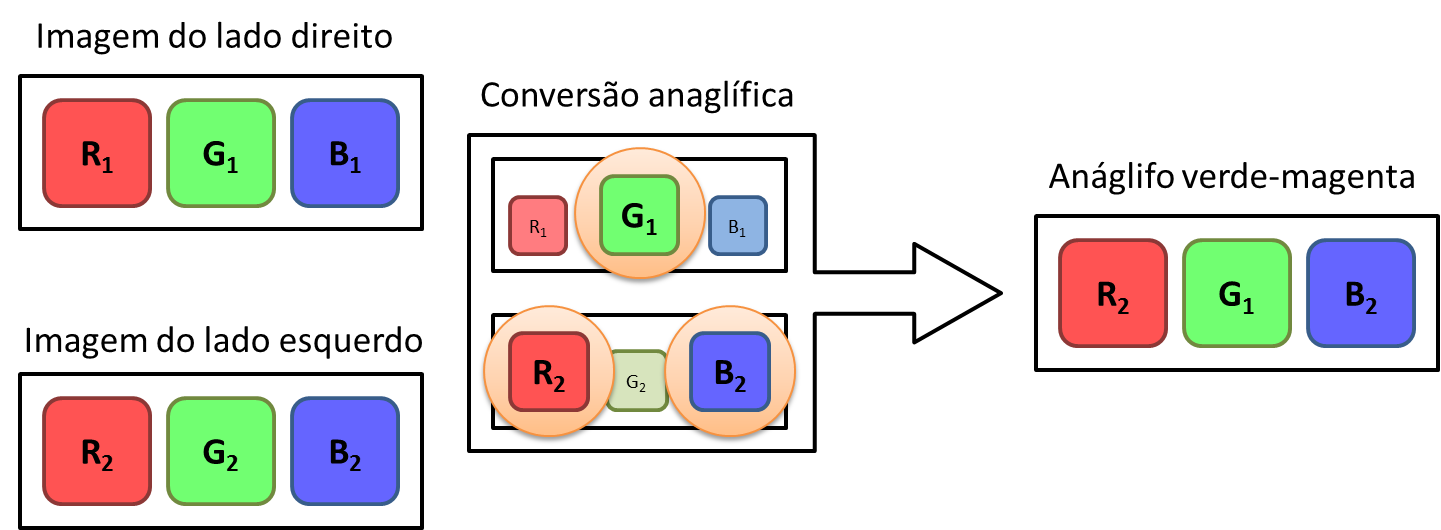 Imagem do lado direito
R1 G1 B1
Imagem do lado esquerdo
R2 G2 B2
Conversão anaglífica
R1 G1 B1
R2 G2 B2
Anáglifo verde-magenta
R2 G1 B2